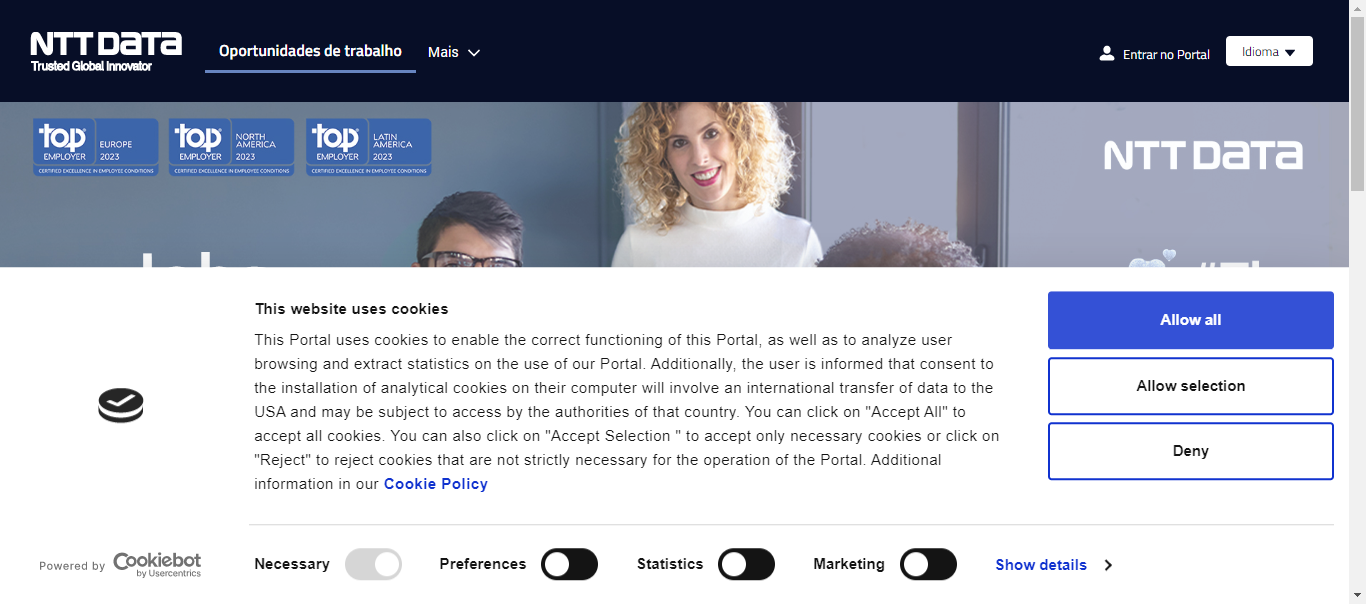 NTT DATA
Trusted Global Innovator
Oportunidades de trabalho
Mais
Entrar no Portal
Idioma
top EMPLOYER EUROPE 2023
CERTIFIED EXCELLENCE IN EMPLOYEE CONDITIONS
top EMPLOYER NORTH AMERICA 2023
CERTIFIED EXCELLENCE IN EMPLOYEE CONDITIONS
top EMPLOYER LATIN AMERICA 2023
CERTIFIED EXCELLENCE IN EMPLOYEE CONDITIONS
NTT DATA
This website uses cookies
This Portal uses cookies to enable the correct functioning of this Portal, as well as to analyze user
browsing and extract statistics on the use of our Portal. Additionally, the user is informed that consent to
the installation of analytical cookies on their computer will involve an international transfer of data to the
USA and may be subject to access by the authorities of that country. You can click on "Accept All" to
accept all cookies. You can also click on "Accept Selection " to accept only necessary cookies or click on
"Reject" to reject cookies that are not strictly necessary for the operation of the Portal. Additional
information in our Cookie Policy
Allow all
Allow selection
Deny
Powered by Cookiebot
by Usercentrics
Necessary
Preferences
Statistics
Marketing
Show details